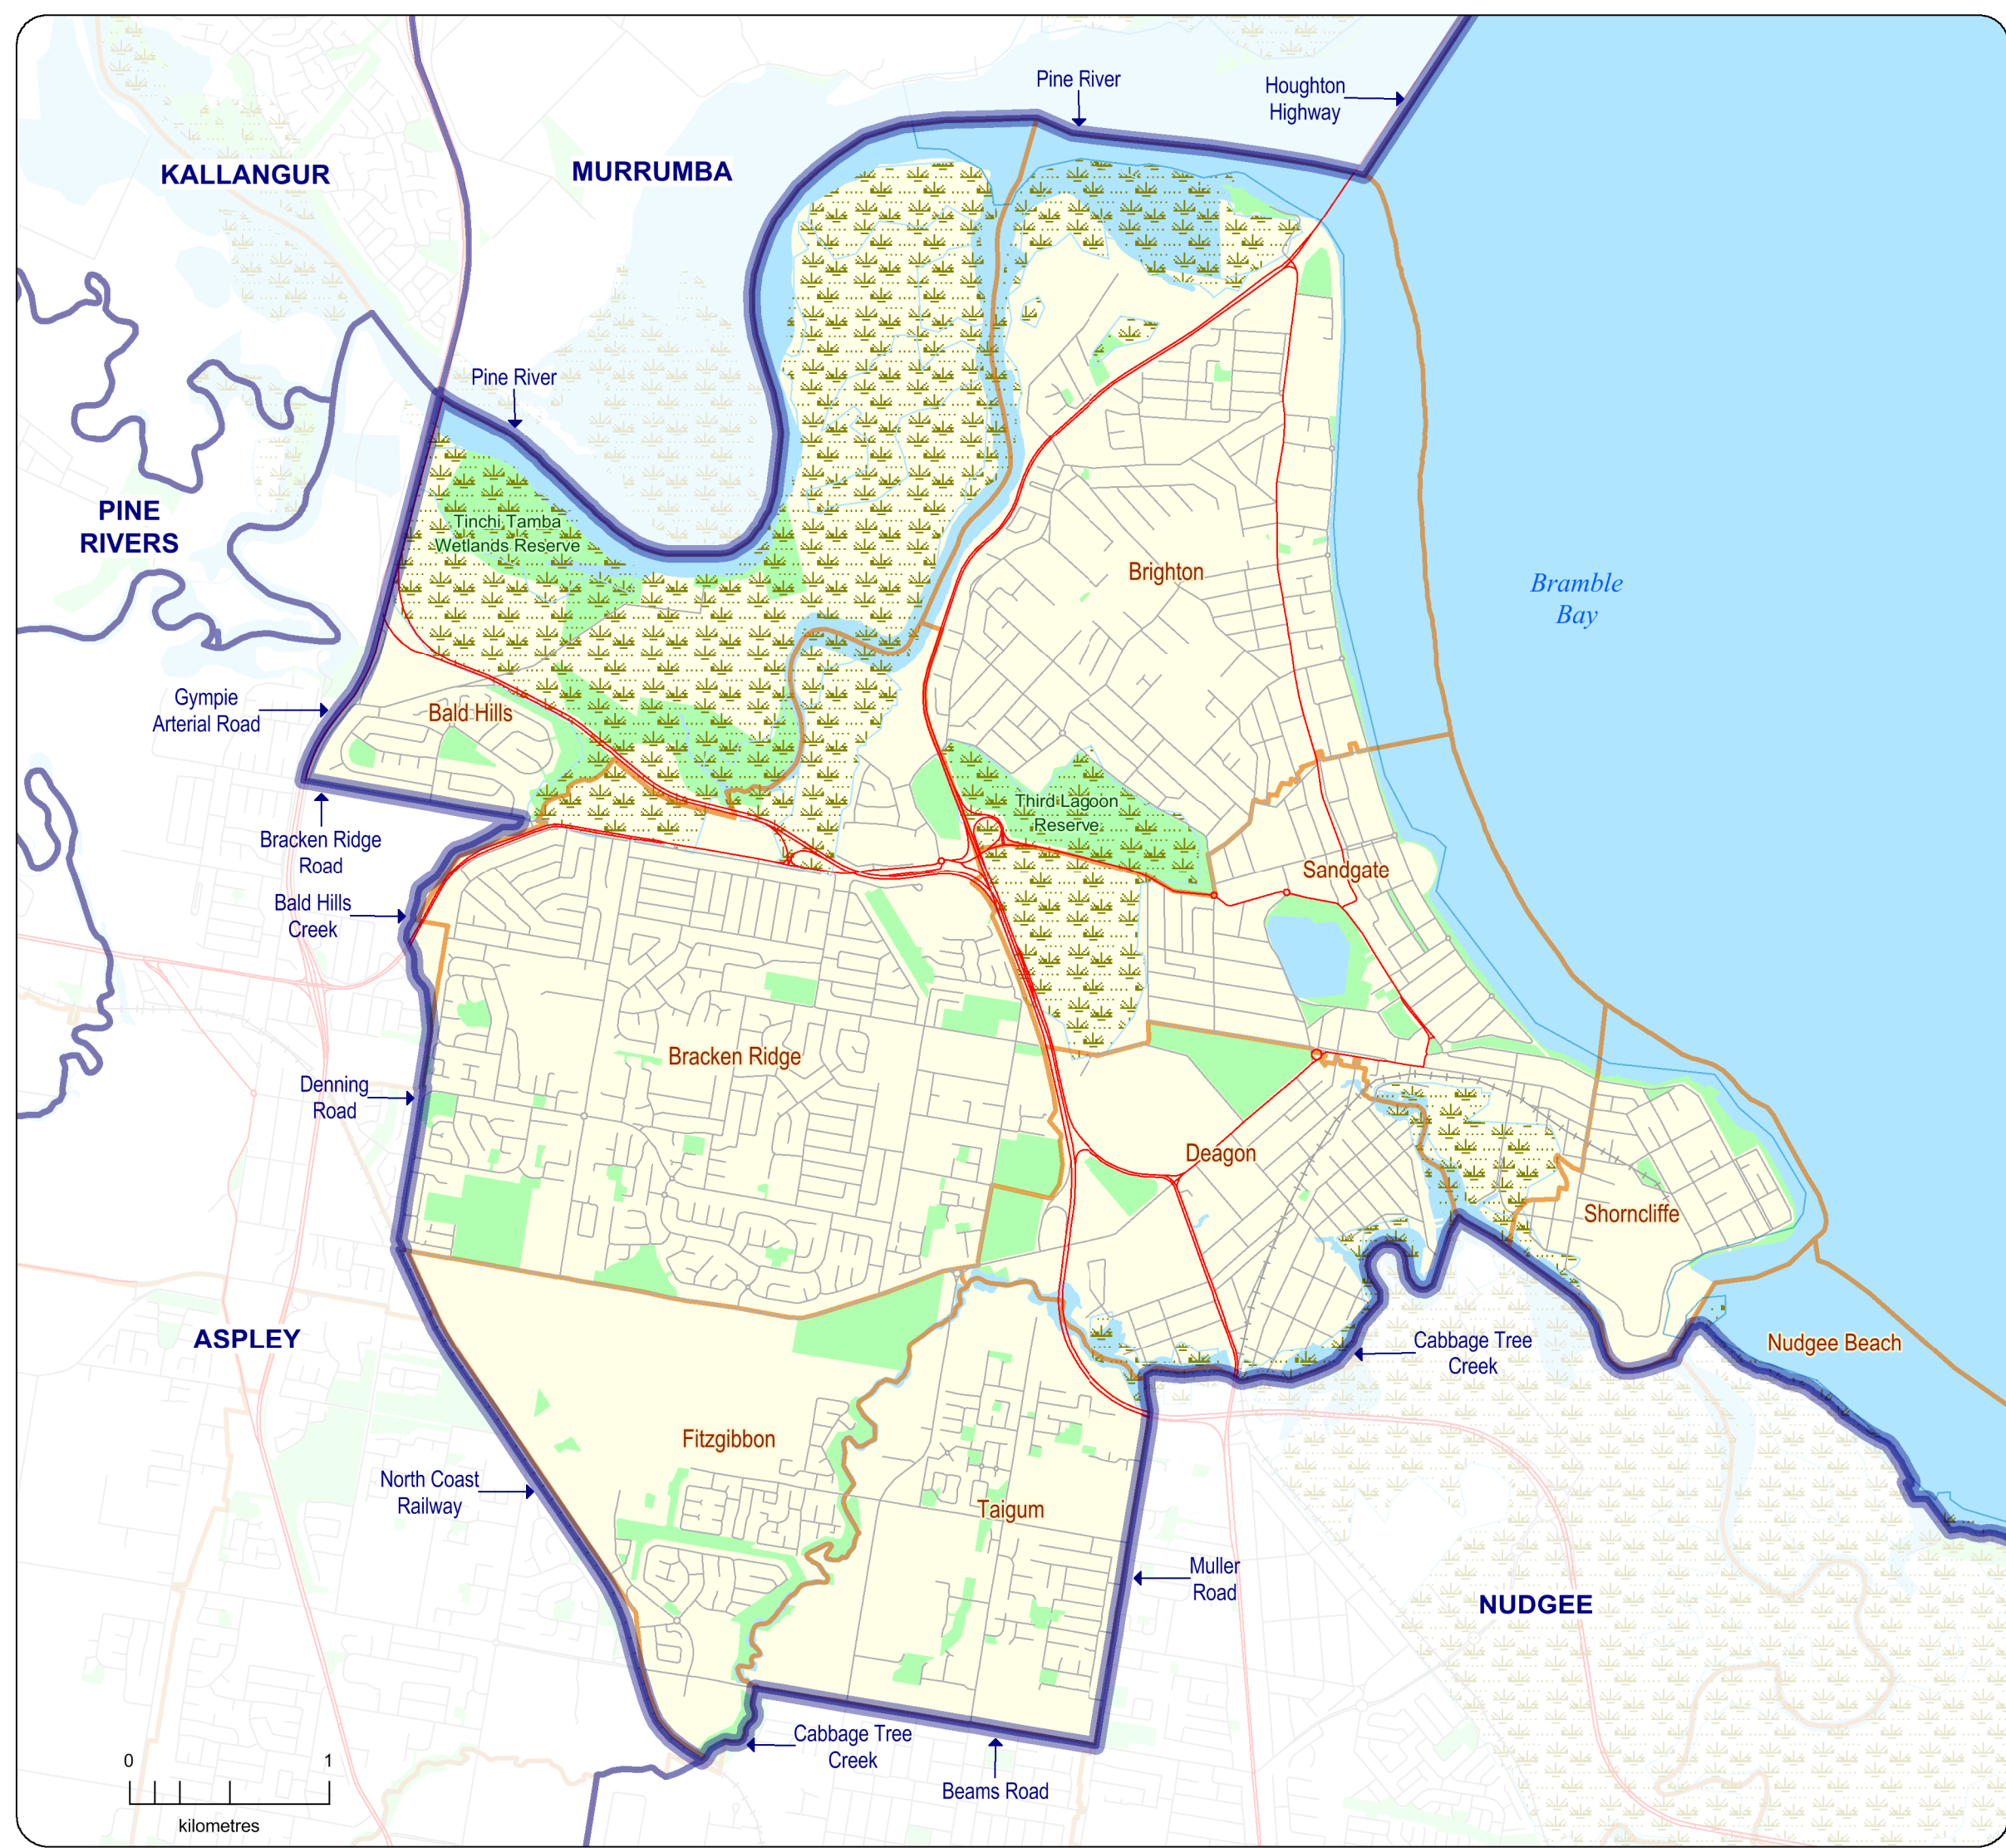 Pine River
Houghton
Highway
KALLANGUR
MURRUMBA
Pine River
PINE
RIVERS
Tinchi Tamba
Wetlands Reserve
Brighton
Bramble
Bay
Gympie
Arterial Road
Bald Hills
Third Lagoon
Reserve
Bracken Ridge
Road
Sandgate
Bald Hills
Creek
Bracken Ridge
Denning
Road
Deagon
Shorncliffe
ASPLEY
Cabbage Tree
Creek
Nudgee Beach
Fitzgibbon
North Coast
Railway
Taigum
Muller
Road
NUDGEE
Cabbage Tree
Creek
Beams Road
0 1
kilometres